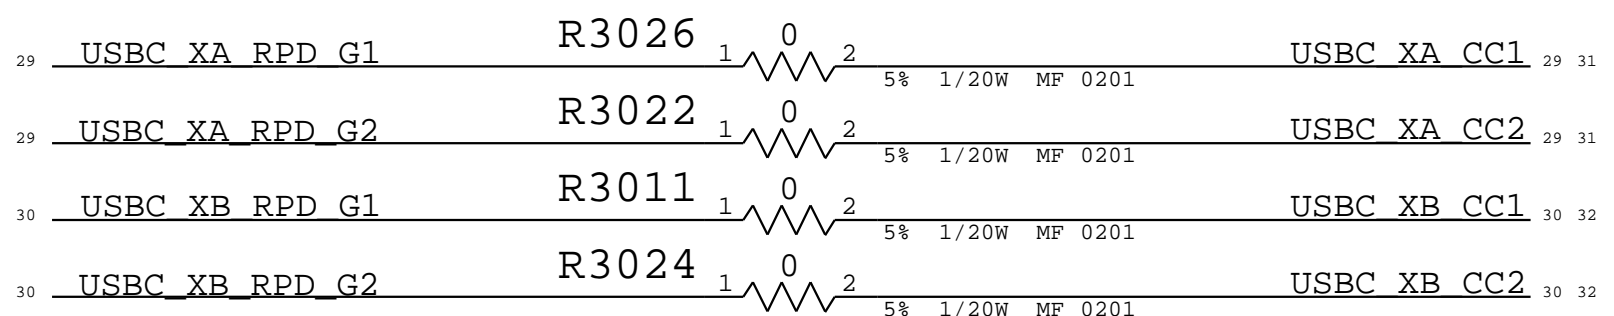 29 USBC_XA_RPD_G1 R3026 1 0 2 USBC_XA_CC1 29 31
5% 1/20W MF 0201
29 USBC_XA_RPD_G2 R3022 1 0 2 USBC_XA_CC2 29 31
5% 1/20W MF 0201
30 USBC_XB_RPD_G1 R3011 1 0 2 USBC_XB_CC1 30 32
5% 1/20W MF 0201
30 USBC_XB_RPD_G2 R3024 1 0 2 USBC_XB_CC2 30 32
5% 1/20W MF 0201